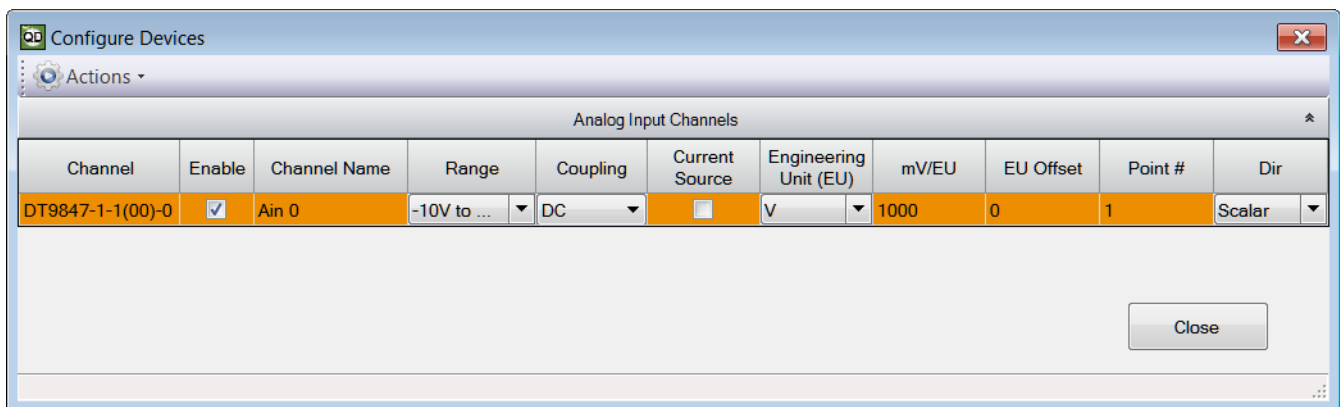 QD Configure Devices
Actions
Analog Input Channels
Channel Enable Channel Name Range Coupling Current Source Engineering Unit (EU) mV/EU EU Offset Point # Dir
DT9847-1-1(00)-0 Ain 0 -10V to ... DC V 1000 0 1 Scalar
Close